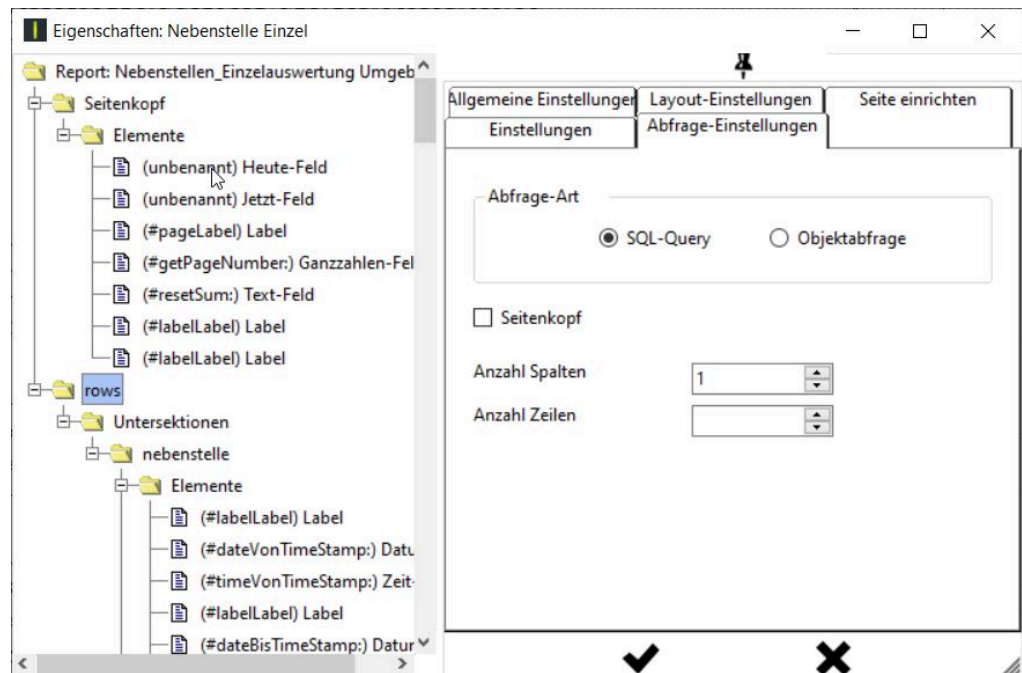 Eigenschaften: Nebenstelle Einzel
Report: Nebenstellen_Einzelauswertung Umgeb
Seitenkopf
Elemente
(unbenannt) Heute-Feld
(unbenannt) Jetzt-Feld
(#pageLabel) Label
(#getPageNumber:) Ganzzahlen-Fel
(#resetSum:) Text-Feld
(#labelLabel) Label
(#labelLabel) Label
rows
Untersektionen
nebenstelle
Elemente
(#labelLabel) Label
(#dateVonTimeStamp:) Datu
(#timeVonTimeStamp:) Zeit-
(#labelLabel) Label
(#dateBisTimeStamp:) Datur
Allgemeine Einstellunger
Layout-Einstellungen
Seite einrichten
Einstellungen
Abfrage-Einstellungen
Abfrage-Art
SQL-Query
Objektabfrage
Seitenkopf
Anzahl Spalten
1
Anzahl Zeilen